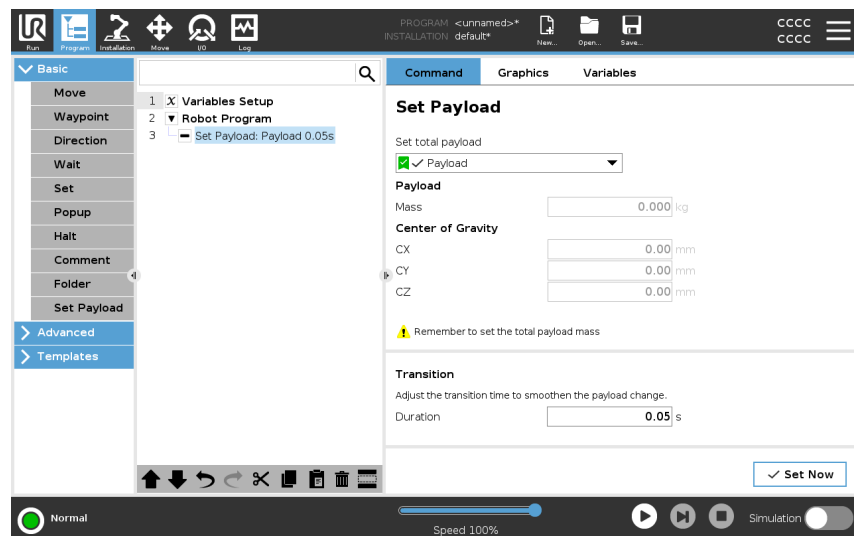 PROGRAM <unnamed>*
INSTALLATION default*
UR
Run
Program
Installation
Move
I/O
Log
New...
Open...
Save...
CCCC
CCCC
Basic
Move
Waypoint
Direction
Wait
Set
Popup
Halt
Comment
Folder
Set Payload
Advanced
Templates
1 X Variables Setup
2 Robot Program
3 Set Payload: Payload 0.05s
Command Graphics Variables
Set Payload
Set total payload
Payload
Payload
Mass 0.000 kg
Center of Gravity
CX 0.00 mm
CY 0.00 mm
CZ 0.00 mm
Remember to set the total payload mass
Transition
Adjust the transition time to smoothen the payload change.
Duration 0.05 s
Set Now
Normal
Speed 100%
Simulation